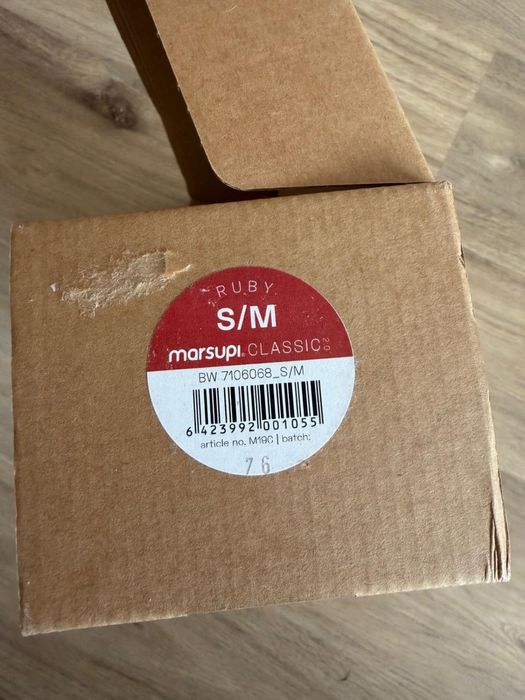 RUBY
S/M
marsupi. CLASSIC 2.0
BW 7106068_S/M
6 423992 001055
article no. M19C | batch:
76